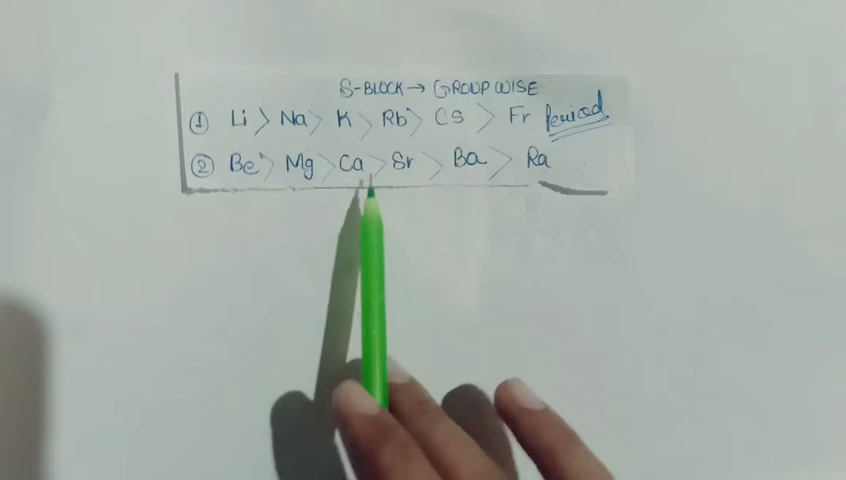 S-BLOCK → GROUP WISE
① Li > Na > K > Rb > CS > Fr Period
② Be > Mg > Ca > Sr > Ba > Ra